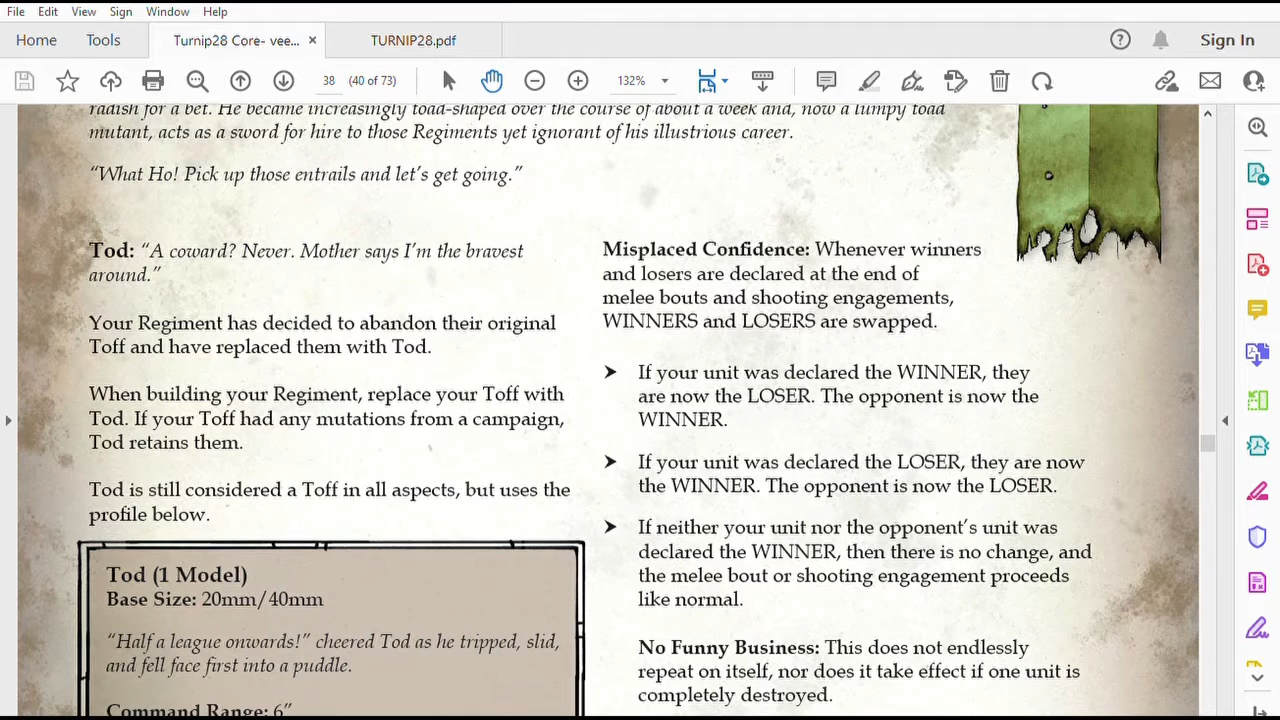 File Edit View Sign Window Help
Home Tools Turnip28 Core- vee... × TURNIP28.pdf Sign In
38 (40 of 73) 132%
radish for a bet. He became increasingly toad-shaped over the course of about a week and, now a lumpy toad
mutant, acts as a sword for hire to those Regiments yet ignorant of his illustrious career.
“What Ho! Pick up those entrails and let’s get going.”
Tod: “A coward? Never. Mother says I’m the bravest
around.”
Your Regiment has decided to abandon their original
Toff and have replaced them with Tod.
When building your Regiment, replace your Toff with
Tod. If your Toff had any mutations from a campaign,
Tod retains them.
Tod is still considered a Toff in all aspects, but uses the
profile below.
Tod (1 Model)
Base Size: 20mm/40mm
“Half a league onwards!” cheered Tod as he tripped, slid,
and fell face first into a puddle.
Command Range: 6”
Misplaced Confidence: Whenever winners
and losers are declared at the end of
melee bouts and shooting engagements,
WINNERS and LOSERS are swapped.
➤ If your unit was declared the WINNER, they
are now the LOSER. The opponent is now the
WINNER.
➤ If your unit was declared the LOSER, they are now
the WINNER. The opponent is now the LOSER.
➤ If neither your unit nor the opponent’s unit was
declared the WINNER, then there is no change, and
the melee bout or shooting engagement proceeds
like normal.
No Funny Business: This does not endlessly
repeat on itself, nor does it take effect if one unit is
completely destroyed.